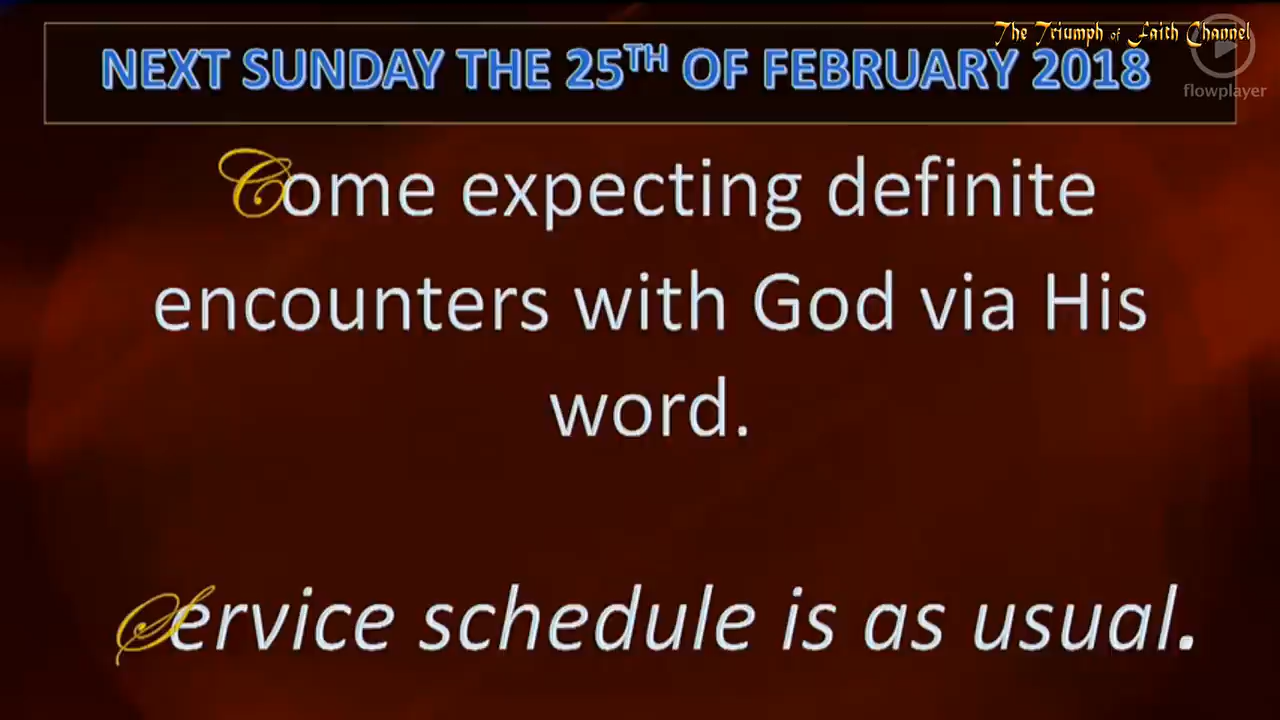 The Triumph of Faith Channel
NEXT SUNDAY THE 25TH OF FEBRUARY 2018
flowplayer
Come expecting definite
encounters with God via His
word.
Service schedule is as usual.